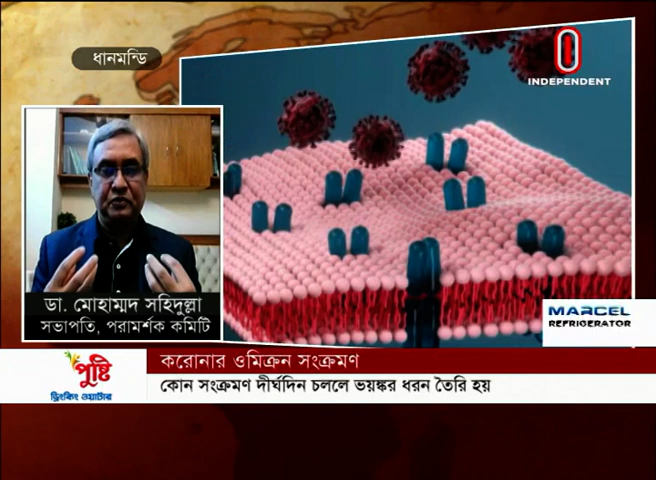 ধানমন্ডি
INDEPENDENT
ডা. মোহাম্মদ সহিদুল্লা
সভাপতি, পরামর্শক কমিটি
MARCEL
REFRIGERATOR
পুষ্টি
ড্রিংকিং ওয়াটার
করোনার ওমিক্রন সংক্রমণ
কোন সংক্রমণ দীর্ঘদিন চললে ভয়ঙ্কর ধরন তৈরি হয়